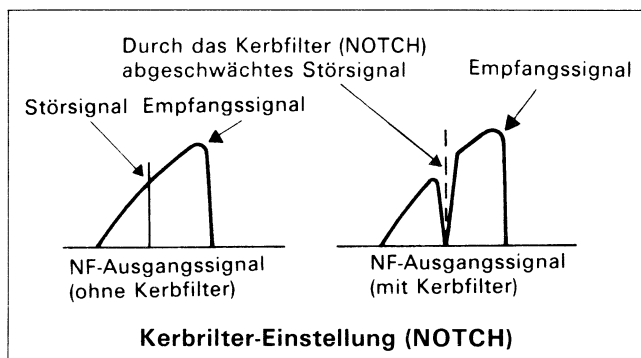 Durch das Kerbfilter (NOTCH)
abgeschwächtes Störsignal
Empfangssignal
Störsignal Empfangssignal
NF-Ausgangssignal
(ohne Kerbfilter)
NF-Ausgangssignal
(mit Kerbfilter)
Kerbrilter-Einstellung (NOTCH)